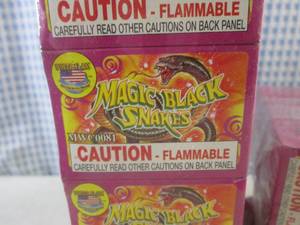 CAUTION - FLAMMABLE
CAREFULLY READ OTHER CAUTIONS ON BACK PANEL
MAGIC BLACK
SNAKES
MWC0081
CAUTION - FLAMMABLE
CAREFULLY READ OTHER CAUTIONS ON BACK PANEL
MAGIC BLACK